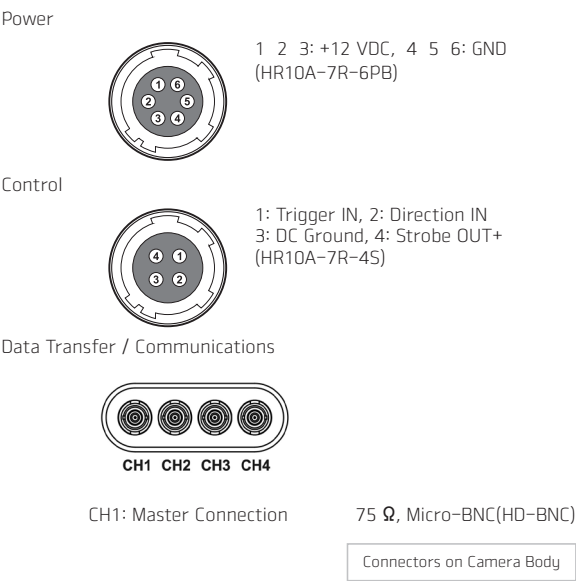 Power
1 2 3: +12 VDC, 4 5 6: GND
(HR10A-7R-6PB)
1 6
2 5
3 4
Control
1: Trigger IN, 2: Direction IN
3: DC Ground, 4: Strobe OUT+
(HR10A-7R-4S)
4 1
3 2
Data Transfer / Communications
CH1 CH2 CH3 CH4
CH1: Master Connection 75 Ω, Micro-BNC(HD-BNC)
Connectors on Camera Body